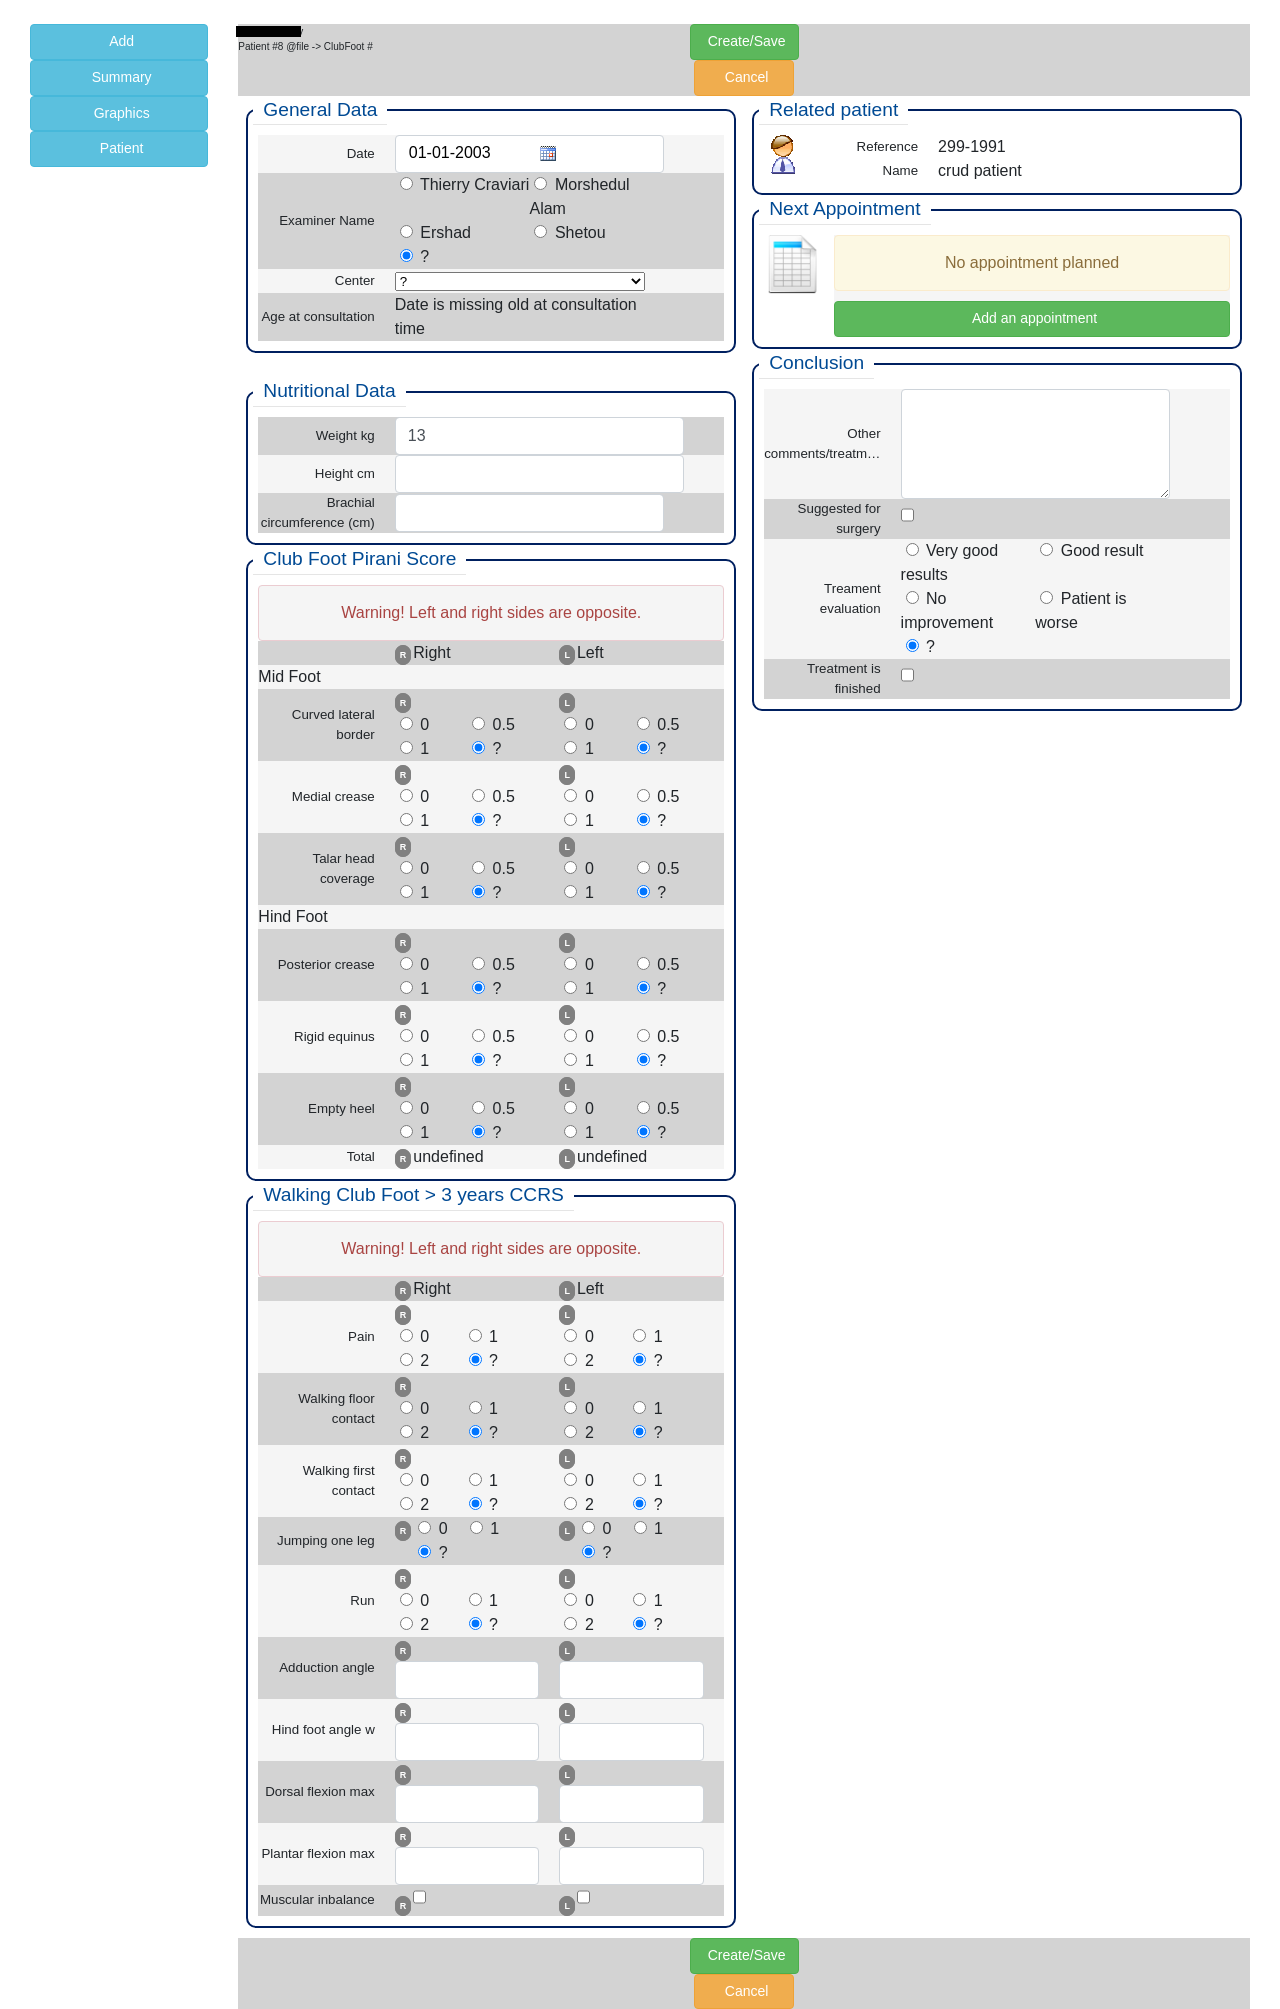 Add
Summary
Graphics
Patient
Patient #8 @file -> ClubFoot #
Create/Save
Cancel
General Data
Date 01-01-2003
Examiner Name
Thierry Craviari Morshedul
Alam
Ershad Shetou
?
Center ?
Age at consultation
Date is missing old at consultation
time
Nutritional Data
Weight kg 13
Height cm
Brachial
circumference (cm)
Club Foot Pirani Score
Warning! Left and right sides are opposite.
R Right L Left
Mid Foot
Curved lateral
border
R L
0 0.5 0 0.5
1 ? 1 ?
Medial crease
R L
0 0.5 0 0.5
1 ? 1 ?
Talar head
coverage
R L
0 0.5 0 0.5
1 ? 1 ?
Hind Foot
Posterior crease
R L
0 0.5 0 0.5
1 ? 1 ?
Rigid equinus
R L
0 0.5 0 0.5
1 ? 1 ?
Empty heel
R L
0 0.5 0 0.5
1 ? 1 ?
Total R undefined L undefined
Walking Club Foot > 3 years CCRS
Warning! Left and right sides are opposite.
R Right L Left
Pain
R L
0 1 0 1
2 ? 2 ?
Walking floor
contact
R L
0 1 0 1
2 ? 2 ?
Walking first
contact
R L
0 1 0 1
2 ? 2 ?
Jumping one leg
R 0 1 L 0 1
? ?
Run
R L
0 1 0 1
2 ? 2 ?
Adduction angle
R L
Hind foot angle w
R L
Dorsal flexion max
R L
Plantar flexion max
R L
Muscular inbalance R L
Related patient
Reference 299-1991
Name crud patient
Next Appointment
No appointment planned
Add an appointment
Conclusion
Other
comments/treatm…
Suggested for
surgery
Treament
evaluation
Very good Good result
results
No Patient is
improvement worse
?
Treatment is
finished
Create/Save
Cancel